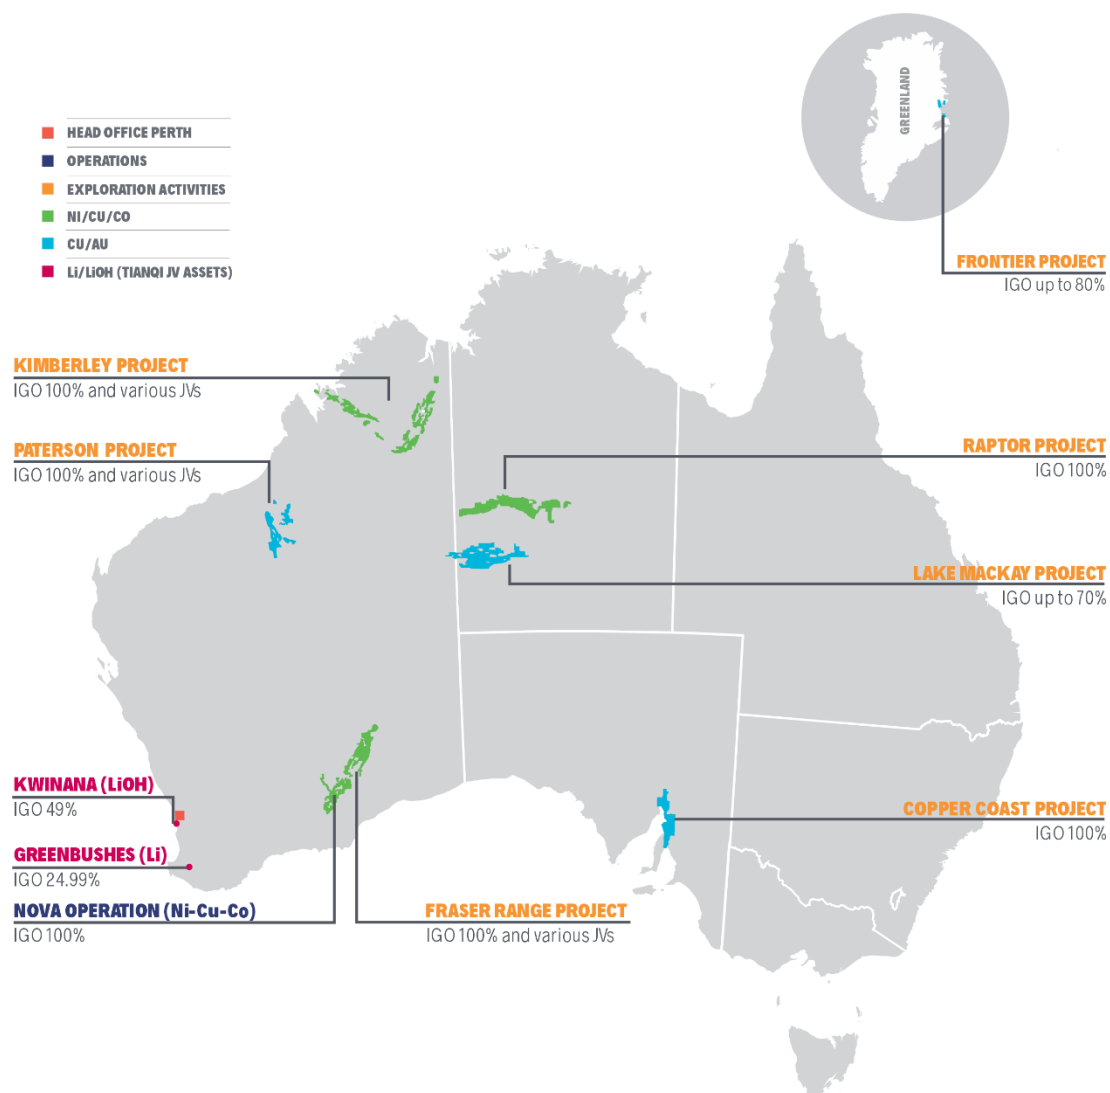 GREENLAND
HEAD OFFICE PERTH
OPERATIONS
EXPLORATION ACTIVITIES
NI/CU/CO
CU/AU
Li/LiOH (TIANQI JV ASSETS)
FRONTIER PROJECT
IGO up to 80%
KIMBERLEY PROJECT
IGO 100% and various JVs
PATERSON PROJECT
IGO 100% and various JVs
RAPTOR PROJECT
IGO 100%
LAKE MACKAY PROJECT
IGO up to 70%
KWINANA (LiOH)
IGO 49%
COPPER COAST PROJECT
IGO 100%
GREENBUSHES (Li)
IGO 24.99%
NOVA OPERATION (Ni-Cu-Co)
IGO 100%
FRASER RANGE PROJECT
IGO 100% and various JVs